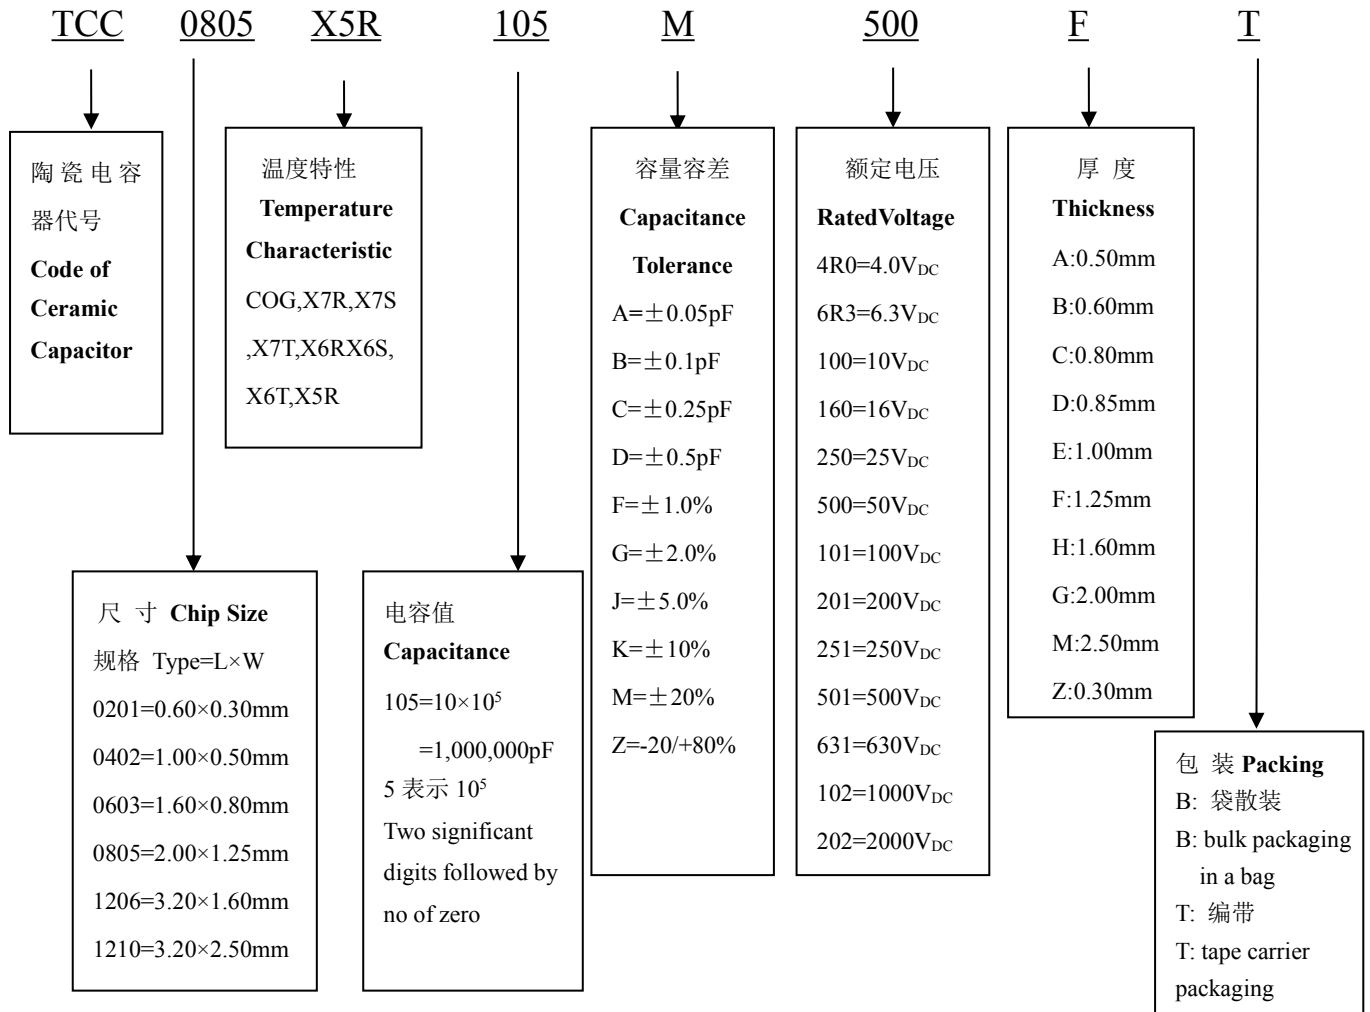 TCC 0805 X5R 105 M 500 F T
陶瓷电容
器代号
Code of
Ceramic
Capacitor
温度特性
Temperature
Characteristic
COG,X7R,X7S
,X7T,X6RX6S,
X6T,X5R
容量容差
Capacitance
Tolerance
A=±0.05pF
B=±0.1pF
C=±0.25pF
D=±0.5pF
F=±1.0%
G=±2.0%
J=±5.0%
K=±10%
M=±20%
Z=-20/+80%
额定电压
RatedVoltage
4R0=4.0VDC
6R3=6.3VDC
100=10VDC
160=16VDC
250=25VDC
500=50VDC
101=100VDC
201=200VDC
251=250VDC
501=500VDC
631=630VDC
102=1000VDC
202=2000VDC
厚 度
Thickness
A:0.50mm
B:0.60mm
C:0.80mm
D:0.85mm
E:1.00mm
F:1.25mm
H:1.60mm
G:2.00mm
M:2.50mm
Z:0.30mm
尺 寸 Chip Size
规格 Type=L×W
0201=0.60×0.30mm
0402=1.00×0.50mm
0603=1.60×0.80mm
0805=2.00×1.25mm
1206=3.20×1.60mm
1210=3.20×2.50mm
电容值
Capacitance
105=10×10⁵
=1,000,000pF
5 表示 10⁵
Two significant
digits followed by
no of zero
包 装 Packing
B: 袋散装
B: bulk packaging
in a bag
T: 编带
T: tape carrier
packaging